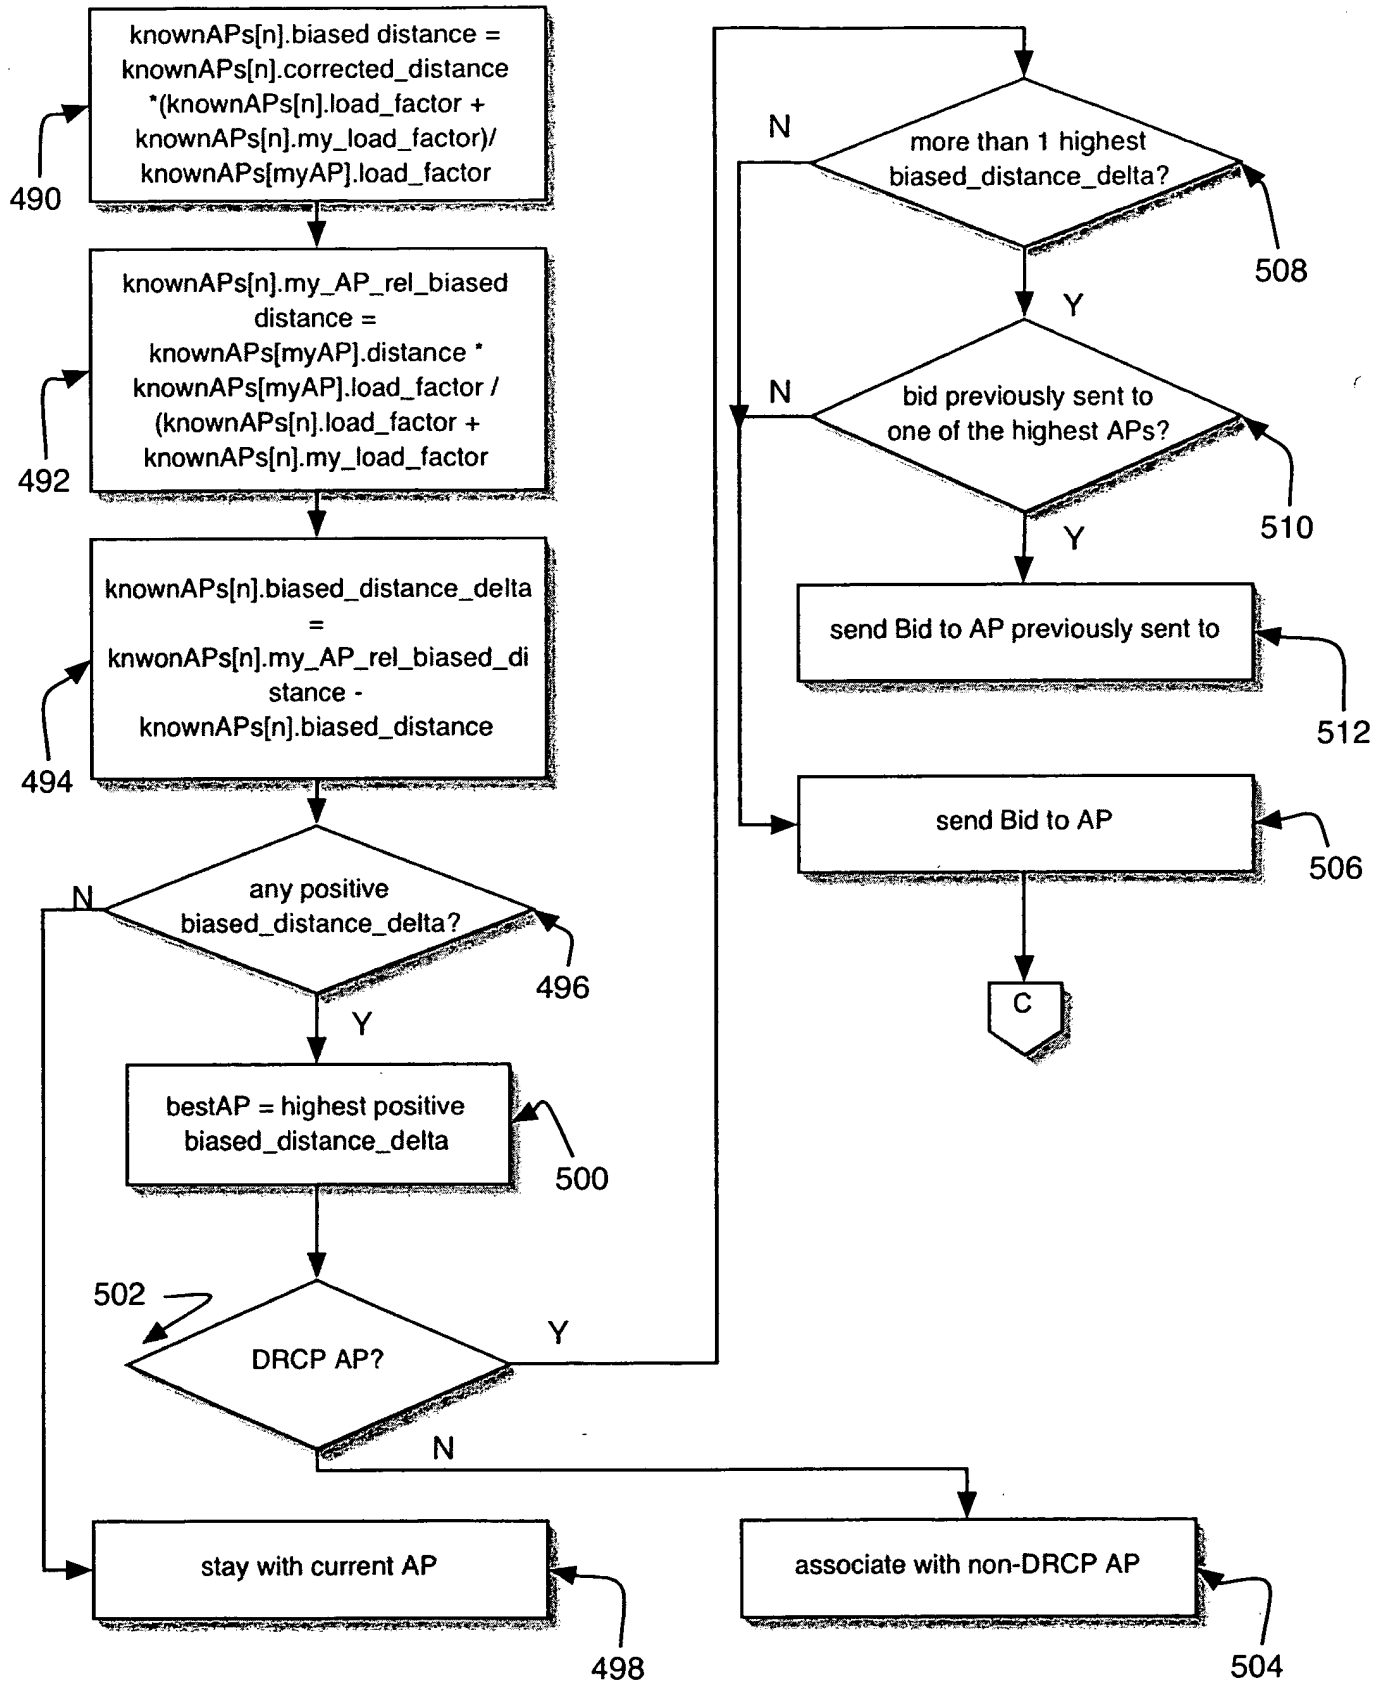 knownAPs[n].biased distance =
knownAPs[n].corrected_distance
*(knownAPs[n].load_factor +
knownAPs[n].my_load_factor)/
knownAPs[myAP].load_factor
490
knownAPs[n].my_AP_rel_biased
distance =
knownAPs[myAP].distance *
knownAPs[myAP].load_factor /
(knownAPs[n].load_factor +
knownAPs[n].my_load_factor
492
knownAPs[n].biased_distance_delta
=
knwonAPs[n].my_AP_rel_biased_di
stance -
knownAPs[n].biased_distance
494
any positive
biased_distance_delta?
N
496
Y
bestAP = highest positive
biased_distance_delta
500
502
DRCP AP?
Y
N
stay with current AP
498
associate with non-DRCP AP
504
more than 1 highest
biased_distance_delta?
N
508
Y
bid previously sent to
one of the highest APs?
N
510
Y
send Bid to AP previously sent to
512
send Bid to AP
506
C